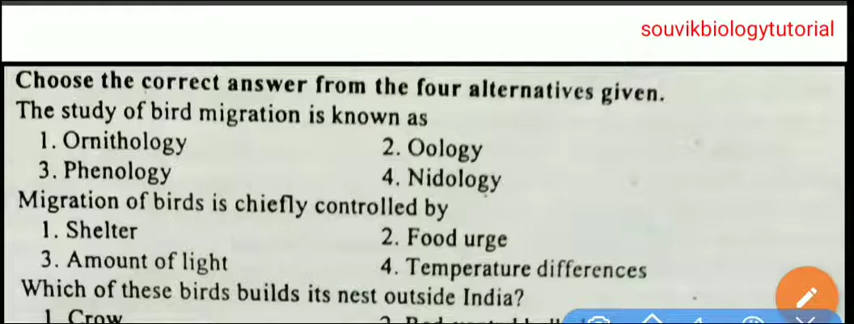 souvikbiologytutorial
Choose the correct answer from the four alternatives given.
The study of bird migration is known as
1. Ornithology 2. Oology
3. Phenology 4. Nidology
Migration of birds is chiefly controlled by
1. Shelter 2. Food urge
3. Amount of light 4. Temperature differences
Which of these birds builds its nest outside India?
1. Crow